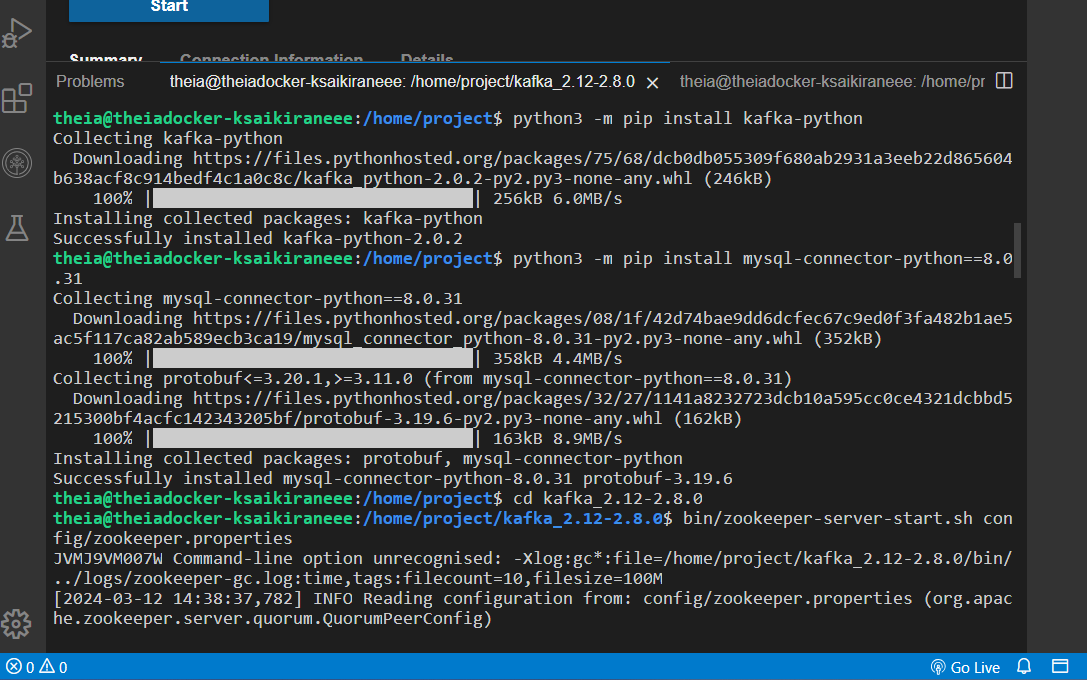 Start
Summary Connection Information Details
Problems theia@theiadocker-ksaikiraneee: /home/project/kafka_2.12-2.8.0 × theia@theiadocker-ksaikiraneee: /home/pr
theia@theiadocker-ksaikiraneee:/home/project$ python3 -m pip install kafka-python
Collecting kafka-python
  Downloading https://files.pythonhosted.org/packages/75/68/dcb0db055309f680ab2931a3eeb22d865604
b638acf8c914bedf4c1a0c8c/kafka_python-2.0.2-py2.py3-none-any.whl (246kB)
    100% |████████████████████████████████| 256kB 6.0MB/s
Installing collected packages: kafka-python
Successfully installed kafka-python-2.0.2
theia@theiadocker-ksaikiraneee:/home/project$ python3 -m pip install mysql-connector-python==8.0
.31
Collecting mysql-connector-python==8.0.31
  Downloading https://files.pythonhosted.org/packages/08/1f/42d74bae9dd6dcfec67c9ed0f3fa482b1ae5
ac5f117ca82ab589ecb3ca19/mysql_connector_python-8.0.31-py2.py3-none-any.whl (352kB)
    100% |████████████████████████████████| 358kB 4.4MB/s
Collecting protobuf<=3.20.1,>=3.11.0 (from mysql-connector-python==8.0.31)
  Downloading https://files.pythonhosted.org/packages/32/27/1141a8232723dcb10a595cc0ce4321dcbbd5
215300bf4acfc142343205bf/protobuf-3.19.6-py2.py3-none-any.whl (162kB)
    100% |████████████████████████████████| 163kB 8.9MB/s
Installing collected packages: protobuf, mysql-connector-python
Successfully installed mysql-connector-python-8.0.31 protobuf-3.19.6
theia@theiadocker-ksaikiraneee:/home/project$ cd kafka_2.12-2.8.0
theia@theiadocker-ksaikiraneee:/home/project/kafka_2.12-2.8.0$ bin/zookeeper-server-start.sh con
fig/zookeeper.properties
JVMJ9VM007W Command-line option unrecognised: -Xlog:gc*:file=/home/project/kafka_2.12-2.8.0/bin/
../logs/zookeeper-gc.log:time,tags:filecount=10,filesize=100M
[2024-03-12 14:38:37,782] INFO Reading configuration from: config/zookeeper.properties (org.apac
he.zookeeper.server.quorum.QuorumPeerConfig)
0 0 Go Live